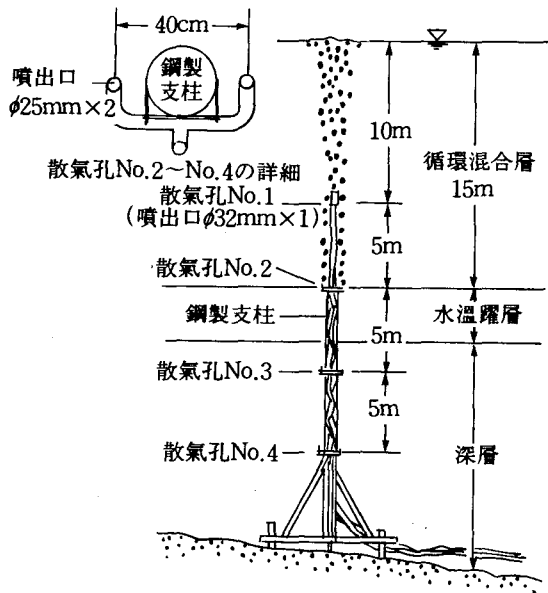 40cm
噴出口
φ25mm×2
鋼製
支柱
散氣孔No.2～No.4の詳細
散氣孔No.1
(噴出口φ32mm×1)
散氣孔No.2
鋼製支柱
散氣孔No.3
散氣孔No.4
10m
5m
5m
5m
循環混合層
15m
水温躍層
深層